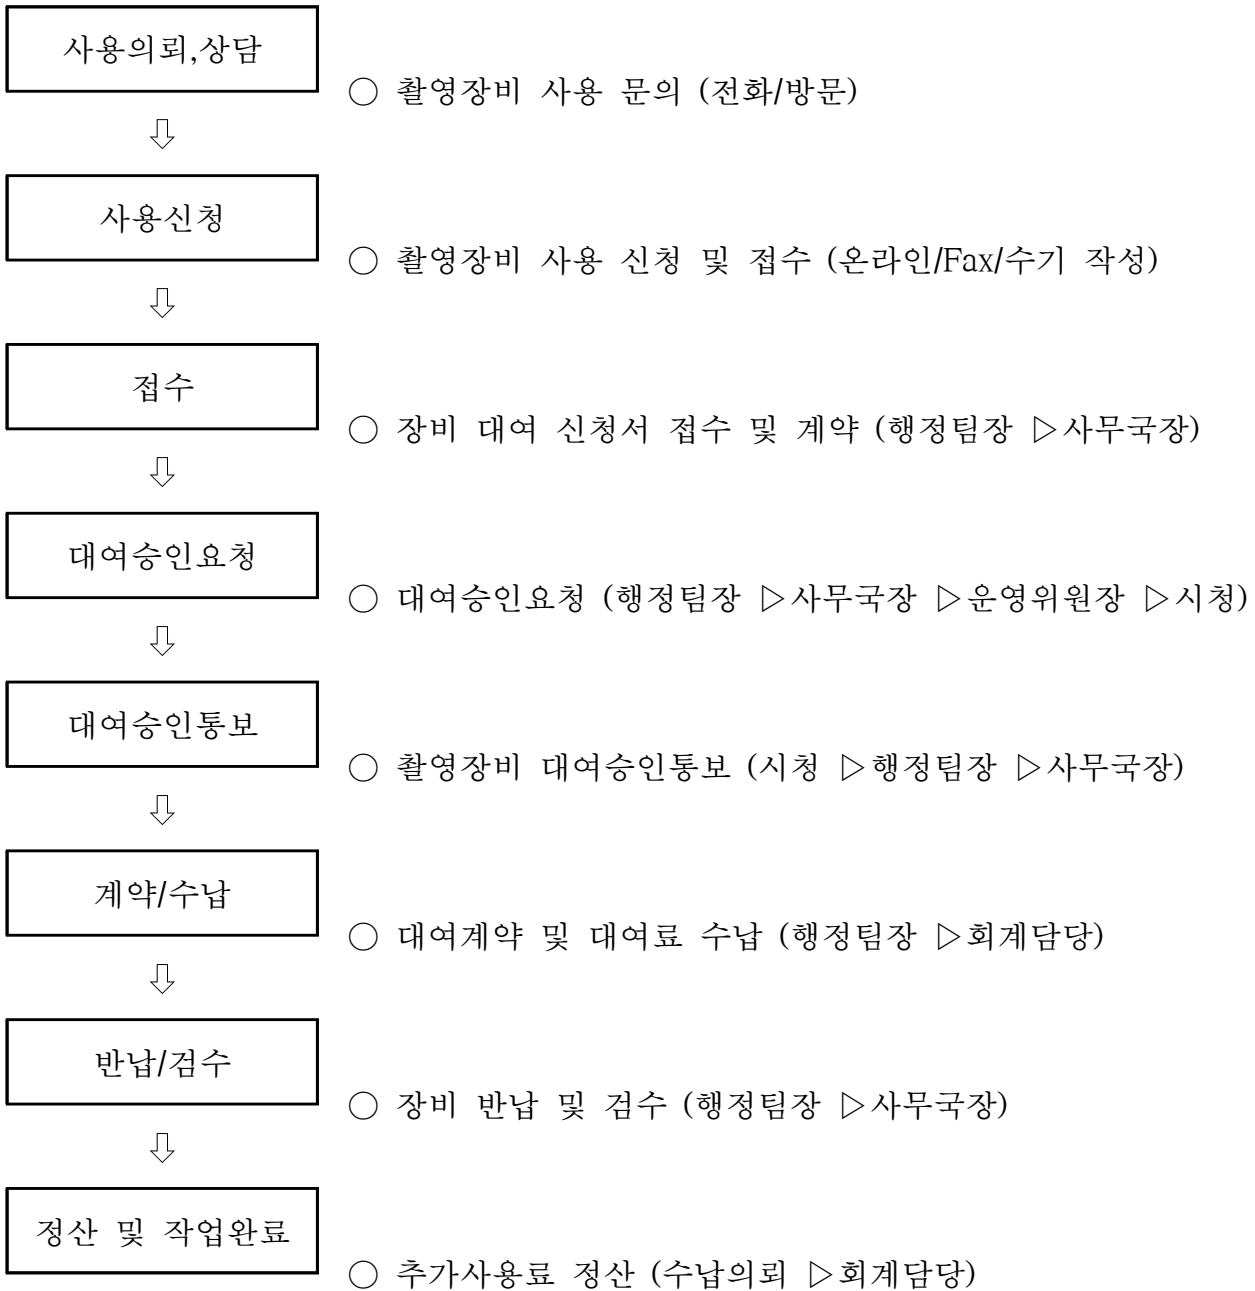 사용의뢰,상담
○ 촬영장비 사용 문의 (전화/방문)
⇩
사용신청
○ 촬영장비 사용 신청 및 접수 (온라인/Fax/수기 작성)
⇩
접수
○ 장비 대여 신청서 접수 및 계약 (행정팀장 ▷사무국장)
⇩
대여승인요청
○ 대여승인요청 (행정팀장 ▷사무국장 ▷운영위원장 ▷시청)
⇩
대여승인통보
○ 촬영장비 대여승인통보 (시청 ▷행정팀장 ▷사무국장)
⇩
계약/수납
○ 대여계약 및 대여료 수납 (행정팀장 ▷회계담당)
⇩
반납/검수
○ 장비 반납 및 검수 (행정팀장 ▷사무국장)
⇩
정산 및 작업완료
○ 추가사용료 정산 (수납의뢰 ▷회계담당)